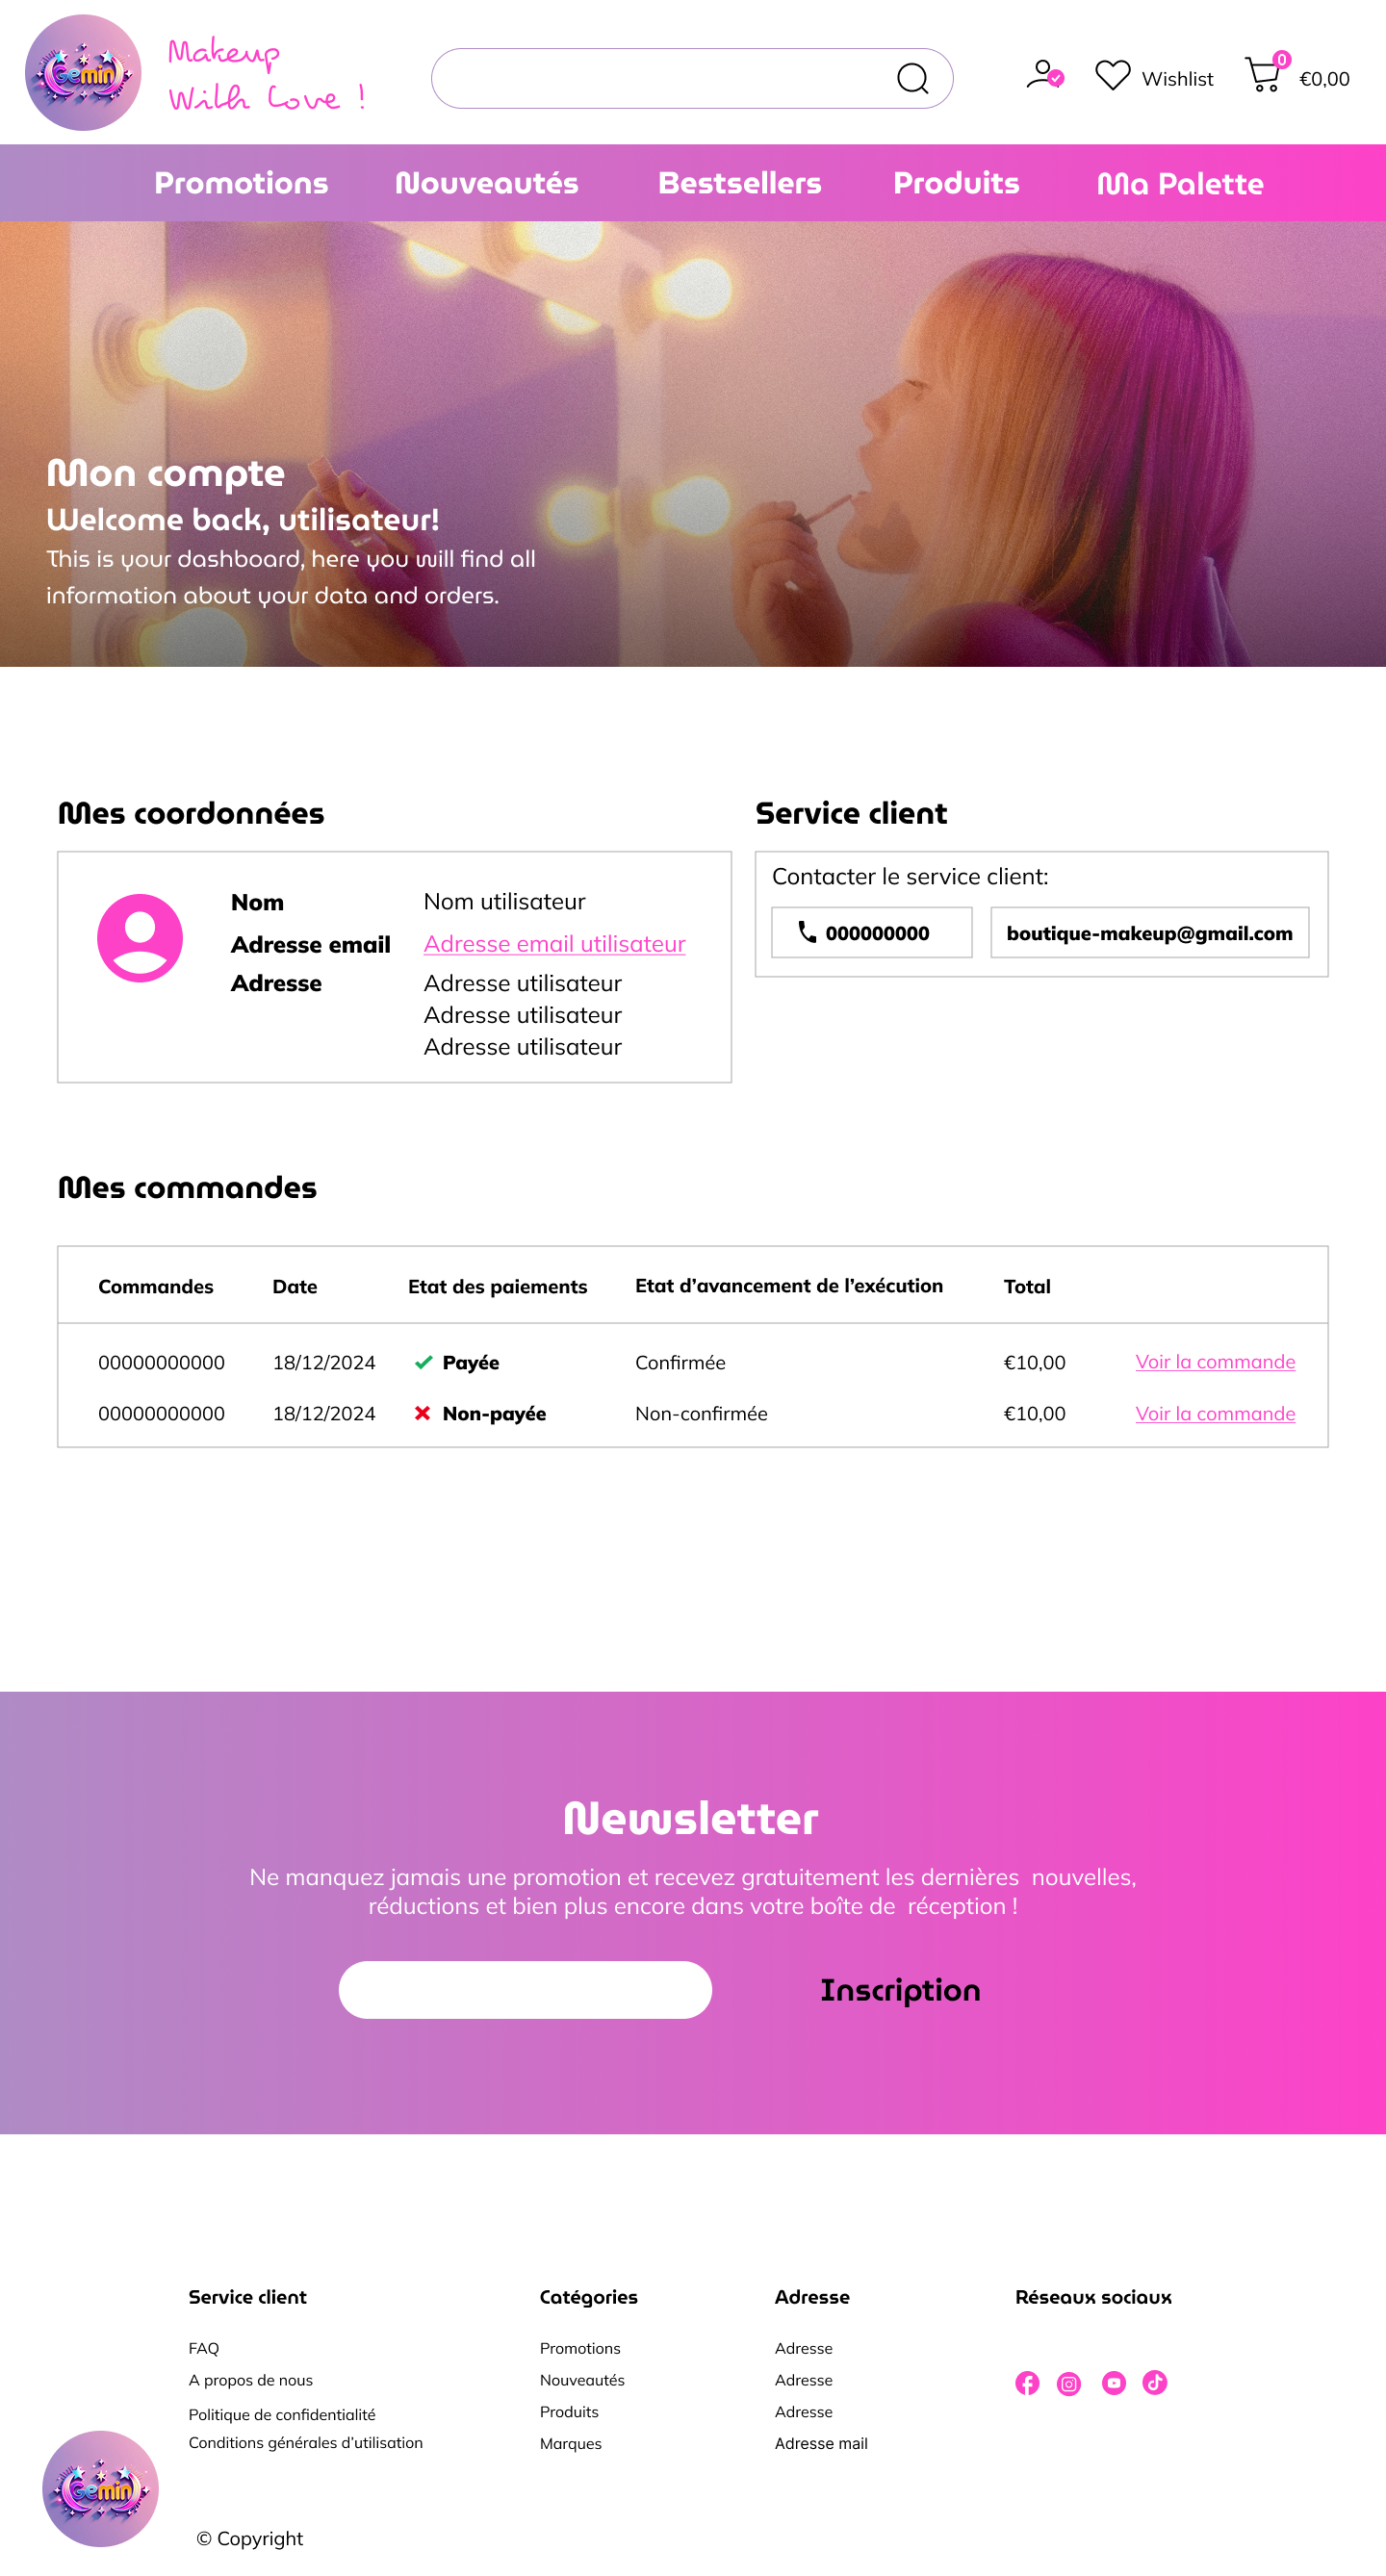 Gemin
Makeup
With Love !
Wishlist
0
€0,00
Promotions Nouveautés Bestsellers Produits Ma Palette
Mon compte
Welcome back, utilisateur!
This is your dashboard, here you will find all
information about your data and orders.
Mes coordonnées
Nom Nom utilisateur
Adresse email Adresse email utilisateur
Adresse Adresse utilisateur
Adresse utilisateur
Adresse utilisateur
Service client
Contacter le service client:
000000000 boutique-makeup@gmail.com
Mes commandes
Commandes Date Etat des paiements Etat d’avancement de l’exécution Total
00000000000 18/12/2024 Payée Confirmée €10,00 Voir la commande
00000000000 18/12/2024 Non-payée Non-confirmée €10,00 Voir la commande
Newsletter
Ne manquez jamais une promotion et recevez gratuitement les dernières nouvelles,
réductions et bien plus encore dans votre boîte de réception !
Inscription
Service client
FAQ
A propos de nous
Politique de confidentialité
Conditions générales d’utilisation
Catégories
Promotions
Nouveautés
Produits
Marques
Adresse
Adresse
Adresse
Adresse
Adresse mail
Réseaux sociaux
Gemin
© Copyright